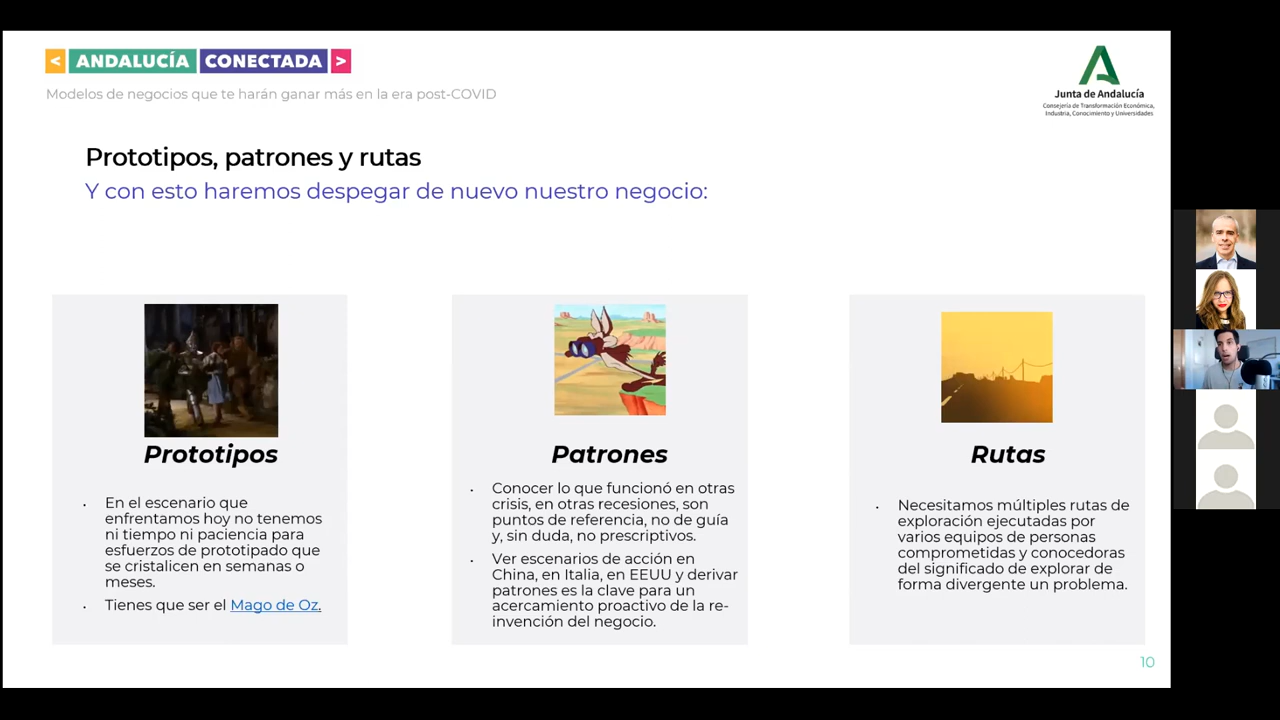 < ANDALUCÍA CONECTADA >
Modelos de negocios que te harán ganar más en la era post-COVID
Junta de Andalucía
Consejería de Transformación Económica,
Industria, Conocimiento y Universidades
Prototipos, patrones y rutas
Y con esto haremos despegar de nuevo nuestro negocio:
Prototipos
• En el escenario que
enfrentamos hoy no tenemos
ni tiempo ni paciencia para
esfuerzos de prototipado que
se cristalicen en semanas o
meses.
• Tienes que ser el Mago de Oz.
Patrones
• Conocer lo que funcionó en otras
crisis, en otras recesiones, son
puntos de referencia, no de guía
y, sin duda, no prescriptivos.
• Ver escenarios de acción en
China, en Italia, en EEUU y derivar
patrones es la clave para un
acercamiento proactivo de la re-
invención del negocio.
Rutas
• Necesitamos múltiples rutas de
exploración ejecutadas por
varios equipos de personas
comprometidas y conocedoras
del significado de explorar de
forma divergente un problema.
10